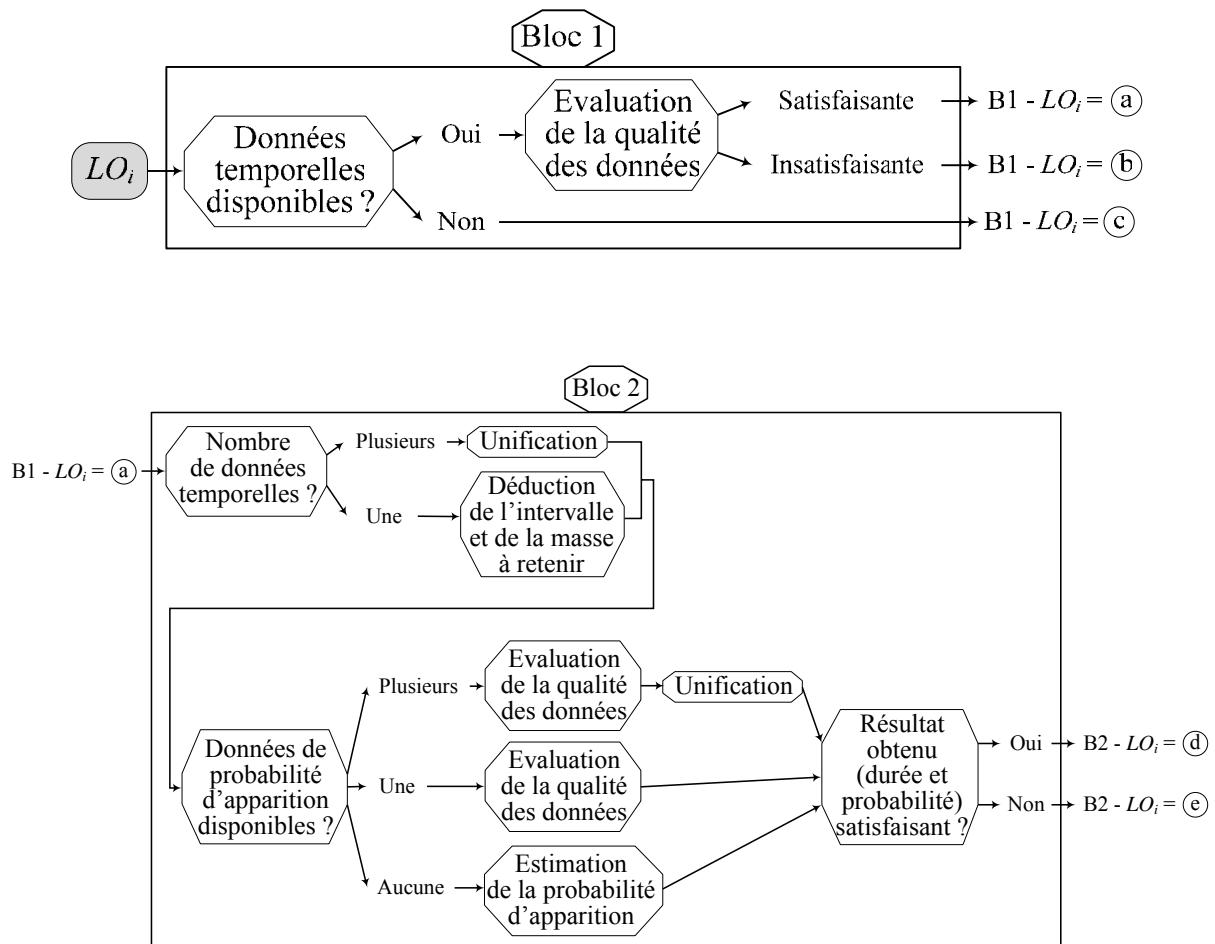 Bloc 1
LOi
Données
temporelles
disponibles ?
Oui
Non
Evaluation
de la qualité
des données
Satisfaisante
Insatisfaisante
B1 - LOi = a
B1 - LOi = b
B1 - LOi = c
Bloc 2
B1 - LOi = a
Nombre
de données
temporelles ?
Plusieurs
Unification
Une
Déduction
de l’intervalle
et de la masse
à retenir
Données de
probabilité
d’apparition
disponibles ?
Plusieurs
Evaluation
de la qualité
des données
Unification
Une
Evaluation
de la qualité
des données
Aucune
Estimation
de la probabilité
d’apparition
Résultat
obtenu
(durée et
probabilité)
satisfaisant ?
Oui
B2 - LOi = d
Non
B2 - LOi = e